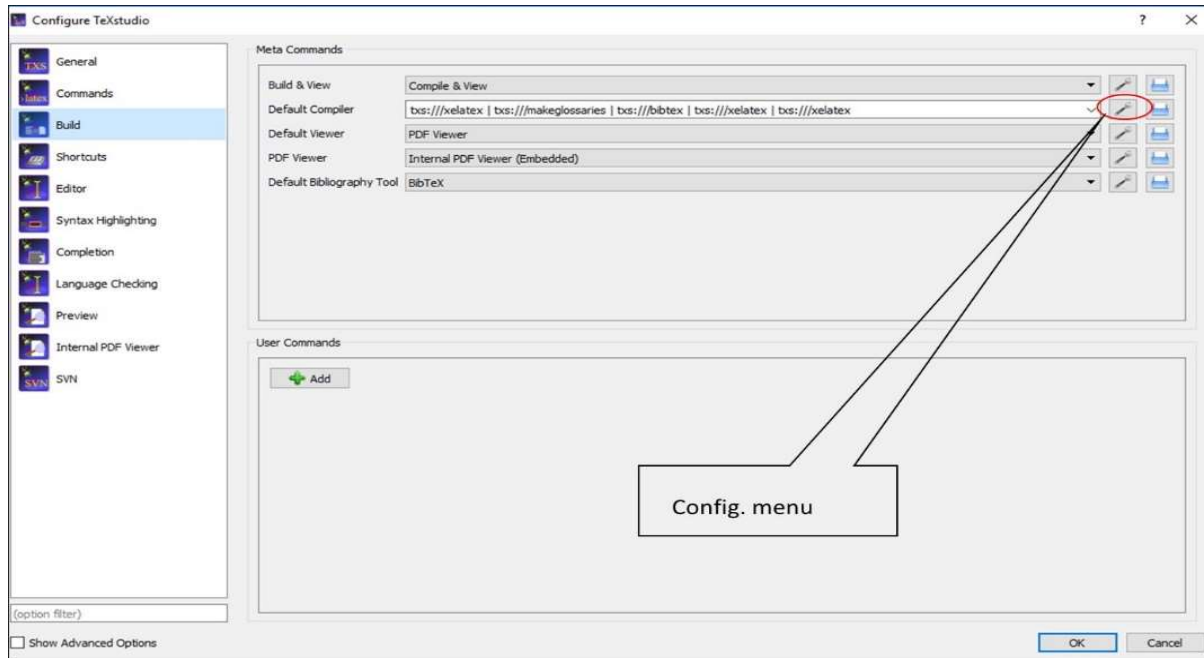 Configure TeXstudio
?
General
Commands
Build
Shortcuts
Editor
Syntax Highlighting
Completion
Language Checking
Preview
Internal PDF Viewer
SVN
(option filter)
Show Advanced Options
Meta Commands
Build & View Compile & View
Default Compiler txs:///xelatex | txs:///makeglossaries | txs:///bibtex | txs:///xelatex | txs:///xelatex
Default Viewer PDF Viewer
PDF Viewer Internal PDF Viewer (Embedded)
Default Bibliography Tool BibTeX
User Commands
Add
Config. menu
OK Cancel